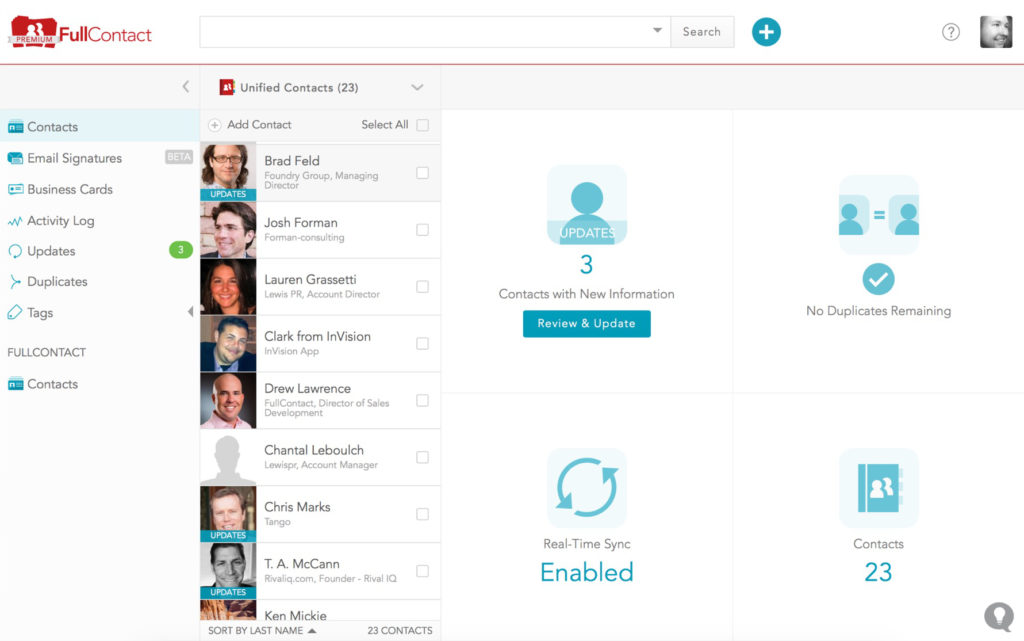 PREMIUM FullContact
Search
?
Unified Contacts (23)
Contacts
Email Signatures BETA
Business Cards
Activity Log
Updates 3
Duplicates
Tags
FULLCONTACT
Contacts
Add Contact Select All
Brad Feld
Foundry Group, Managing
Director
UPDATES
Josh Forman
Forman-consulting
Lauren Grassetti
Lewis PR, Account Director
Clark from InVision
InVision App
Drew Lawrence
FullContact, Director of Sales
Development
Chantal Leboulch
Lewispr, Account Manager
Chris Marks
Tango
UPDATES
T. A. McCann
Rivaliq.com, Founder - Rival IQ
UPDATES
Ken Mickie
SORT BY LAST NAME 23 CONTACTS
UPDATES
3
Contacts with New Information
Review & Update
=
No Duplicates Remaining
Real-Time Sync
Enabled
Contacts
23